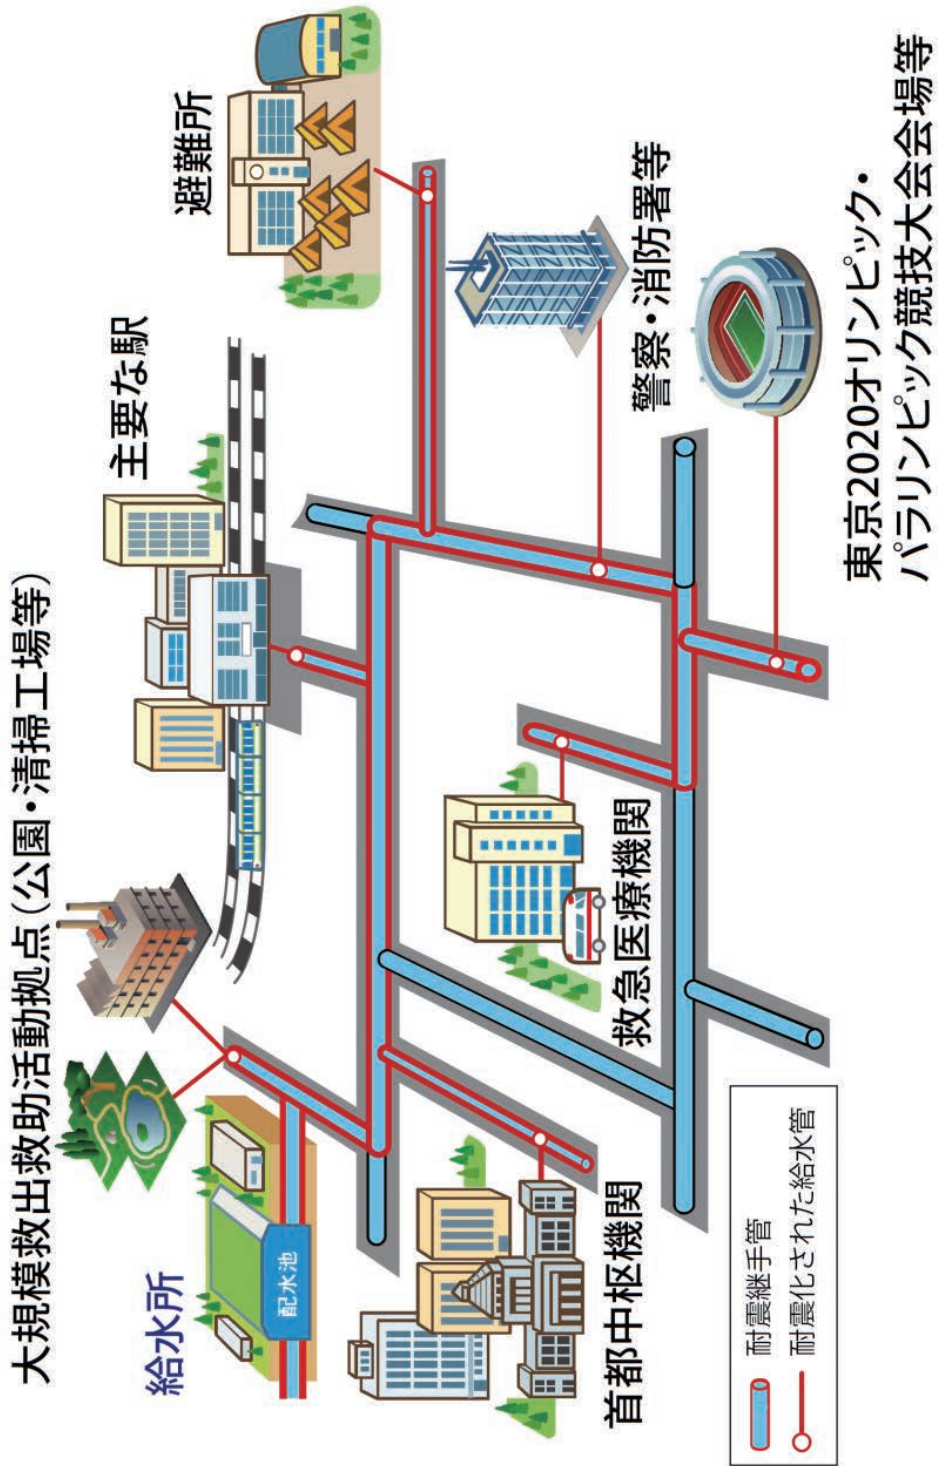 大規模救出救助活動拠点(公園・清掃工場等)
主要な駅
避難所
給水所
配水池
首都中枢機関
救急医療機関
警察・消防署等
東京2020オリンピック・
パラリンピック競技大会会場等
耐震継手管
耐震化された給水管